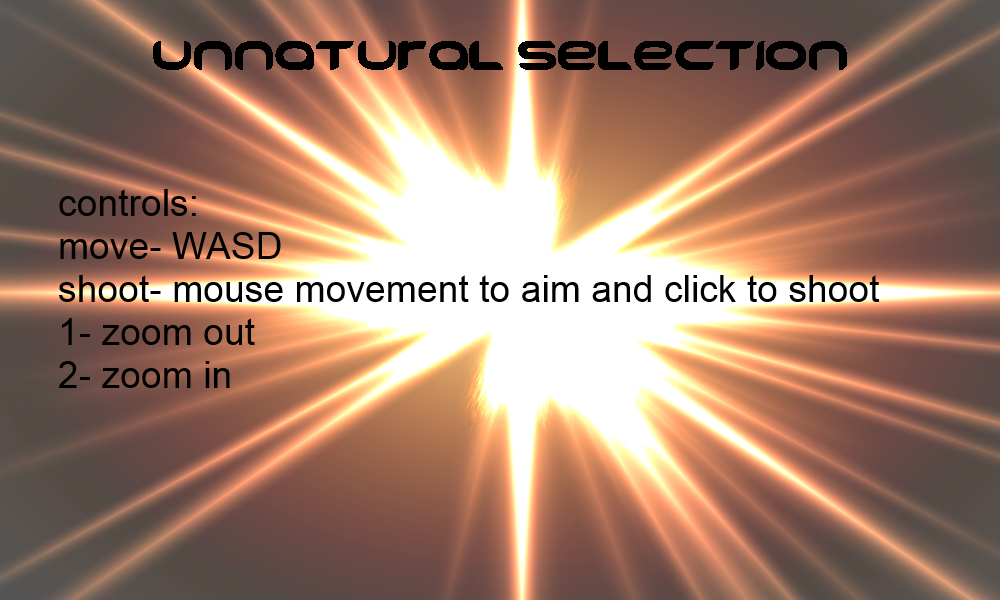 UNNATURAL SELECTION
controls:
move- WASD
shoot- mouse movement to aim and click to shoot
1- zoom out
2- zoom in